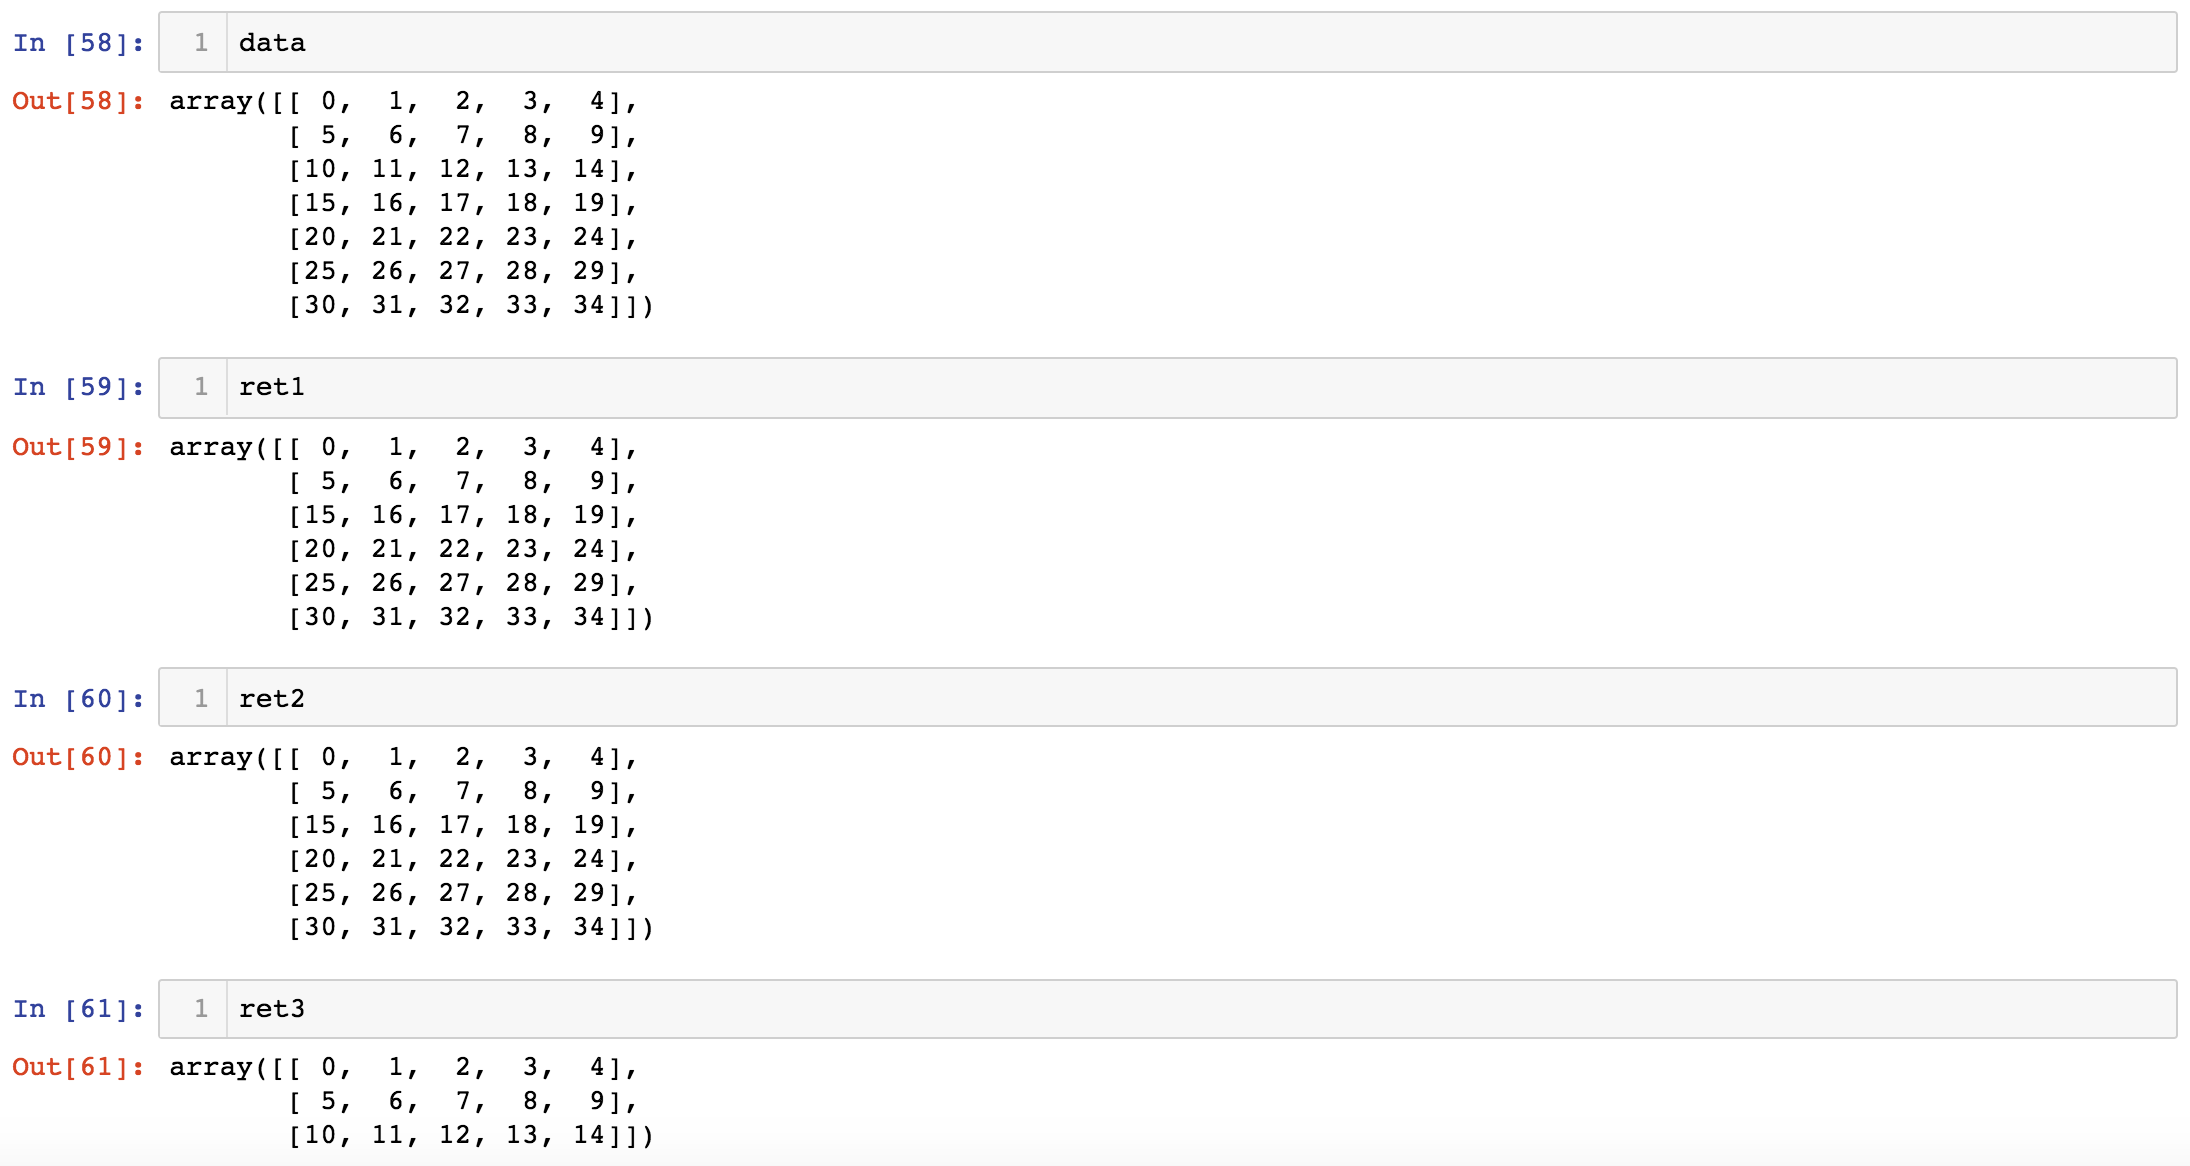 In [58]: 1 data
Out[58]: array([[ 0,  1,  2,  3,  4],
       [ 5,  6,  7,  8,  9],
       [10, 11, 12, 13, 14],
       [15, 16, 17, 18, 19],
       [20, 21, 22, 23, 24],
       [25, 26, 27, 28, 29],
       [30, 31, 32, 33, 34]])
In [59]: 1 ret1
Out[59]: array([[ 0,  1,  2,  3,  4],
       [ 5,  6,  7,  8,  9],
       [15, 16, 17, 18, 19],
       [20, 21, 22, 23, 24],
       [25, 26, 27, 28, 29],
       [30, 31, 32, 33, 34]])
In [60]: 1 ret2
Out[60]: array([[ 0,  1,  2,  3,  4],
       [ 5,  6,  7,  8,  9],
       [15, 16, 17, 18, 19],
       [20, 21, 22, 23, 24],
       [25, 26, 27, 28, 29],
       [30, 31, 32, 33, 34]])
In [61]: 1 ret3
Out[61]: array([[ 0,  1,  2,  3,  4],
       [ 5,  6,  7,  8,  9],
       [10, 11, 12, 13, 14]])